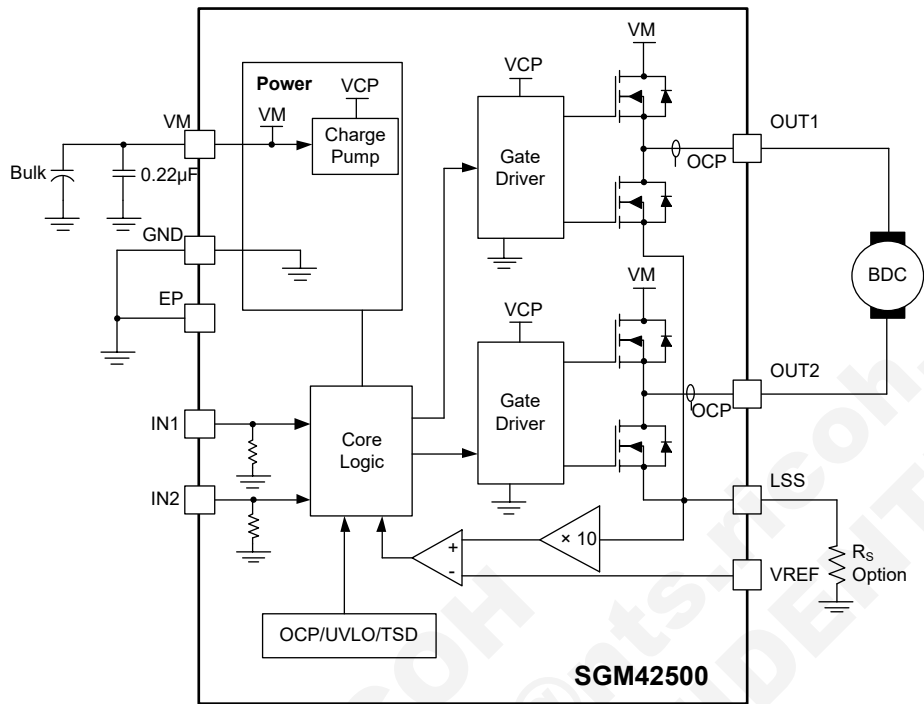 Power
VM
VCP
Charge
Pump
VM
Bulk
0.22µF
GND
EP
VCP
Gate
Driver
VM
OCP
OUT1
BDC
VCP
Gate
Driver
VM
OCP
OUT2
IN1
IN2
Core
Logic
× 10
+
-
LSS
VREF
RS
Option
OCP/UVLO/TSD
SGM42500